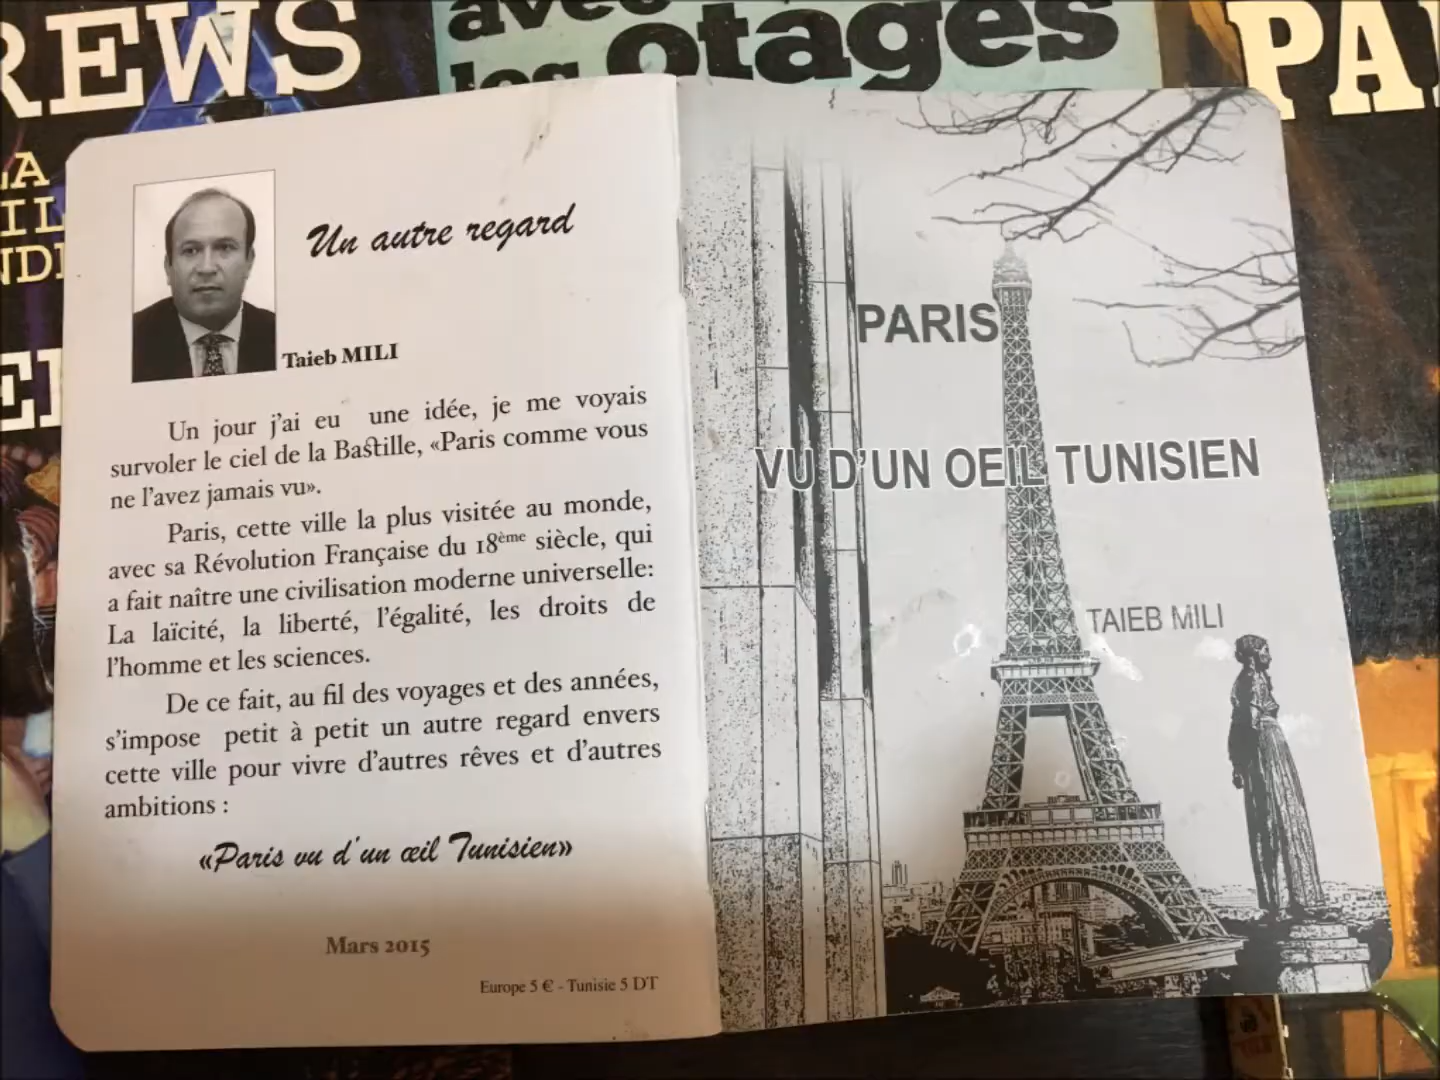 REWS
avec
les otages
PA
LA
IL
ND
Un autre regard
Taieb MILI
Un jour j'ai eu une idée, je me voyais
survoler le ciel de la Bastille, «Paris comme vous
ne l'avez jamais vu».
Paris, cette ville la plus visitée au monde,
avec sa Révolution Française du 18ème siècle, qui
a fait naître une civilisation moderne universelle:
La laïcité, la liberté, l'égalité, les droits de
l'homme et les sciences.
De ce fait, au fil des voyages et des années,
s'impose petit à petit un autre regard envers
cette ville pour vivre d'autres rêves et d'autres
ambitions :
«Paris vu d'un œil Tunisien»
Mars 2015
Europe 5 € - Tunisie 5 DT
PARIS
VU D'UN OEIL TUNISIEN
TAIEB MILI